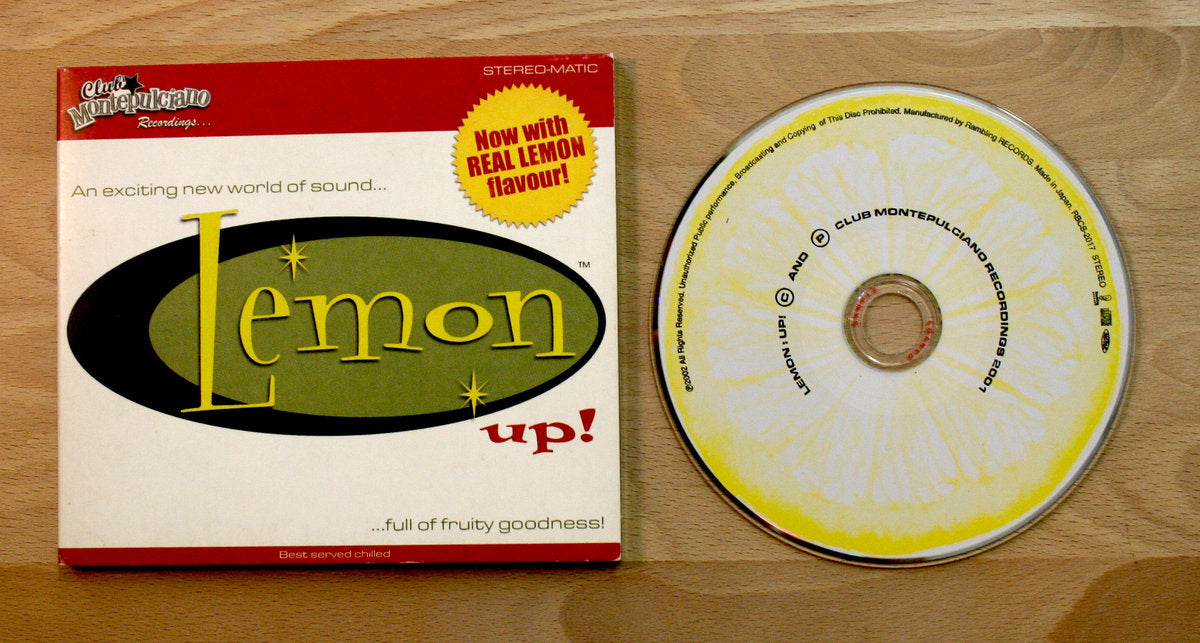 Club
Montepulciano
Recordings...
STEREO-MATIC
Now with
REAL LEMON
flavour!
An exciting new world of sound...
Lemon
™
up!
...full of fruity goodness!
Best served chilled
℗2002 All Rights Reserved. Unauthorized Public performance, Broadcasting and Copying of This Disc Prohibited. Manufactured by Rambling RECORDS. Made in Japan. RBCS-2017 STEREO
LEMON : UP! © AND ℗ CLUB MONTEPULCIANO RECORDINGS 2001